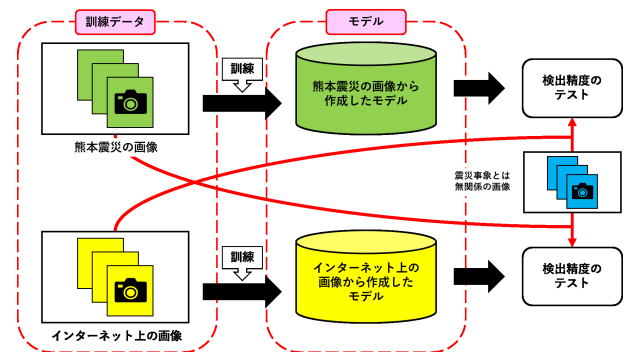 訓練データ
モデル
訓練
熊本震災の画像から
作成したモデル
検出精度の
テスト
熊本震災の画像
震災事象とは
無関係の画像
訓練
インターネット上の
画像から作成した
モデル
検出精度の
テスト
インターネット上の画像